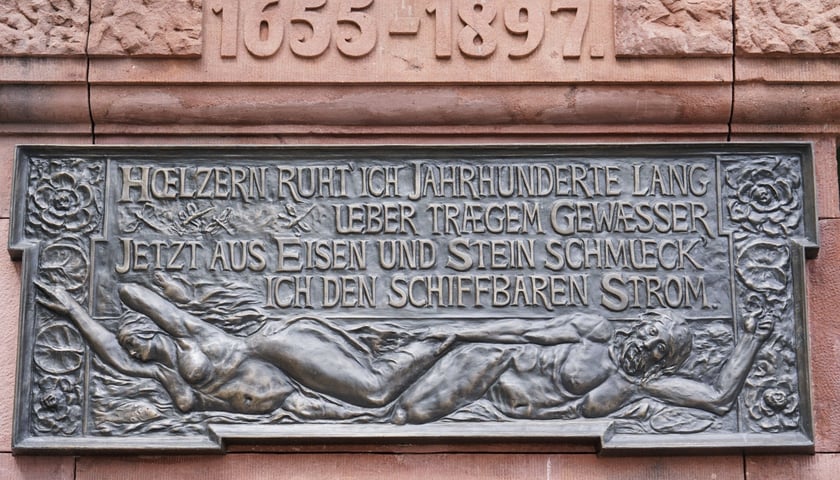 1655-1897.
HŒLZERN RUHT ICH JAHRHUNDERTE LANG
UEBER TRÆGEM GEWÆSSER
JETZT AUS EISEN UND STEIN SCHMUECK
ICH DEN SCHIFFBAREN STROM.